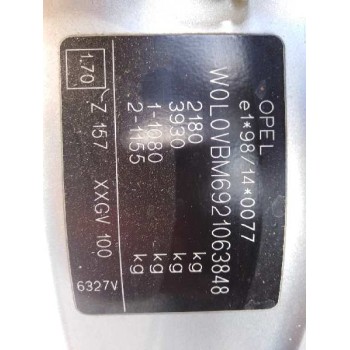 OPEL
e1*98/14*0077
W0L0VBM6921063848
2180 kg
3930 kg
1-1080 kg
2-1155 kg
1.70 Z 157 XXGV 100
6327V